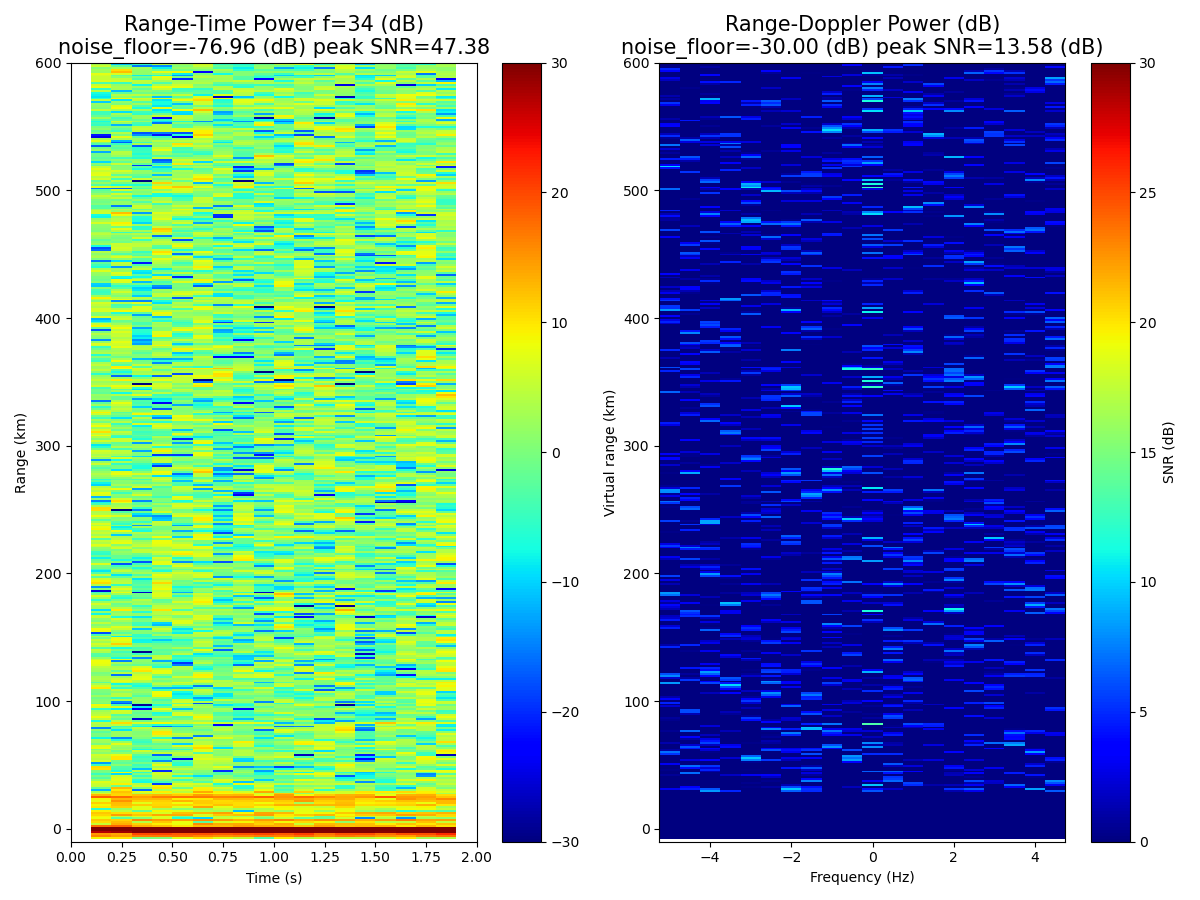 Range-Time Power f=34 (dB)
noise_floor=-76.96 (dB) peak SNR=47.38
Range-Doppler Power (dB)
noise_floor=-30.00 (dB) peak SNR=13.58 (dB)
600
500
400
300
200
100
0
Range (km)
0.00 0.25 0.50 0.75 1.00 1.25 1.50 1.75 2.00
Time (s)
30
20
10
0
−10
−20
−30
600
500
400
300
200
100
0
Virtual range (km)
−4 −2 0 2 4
Frequency (Hz)
30
25
20
15
10
5
0
SNR (dB)